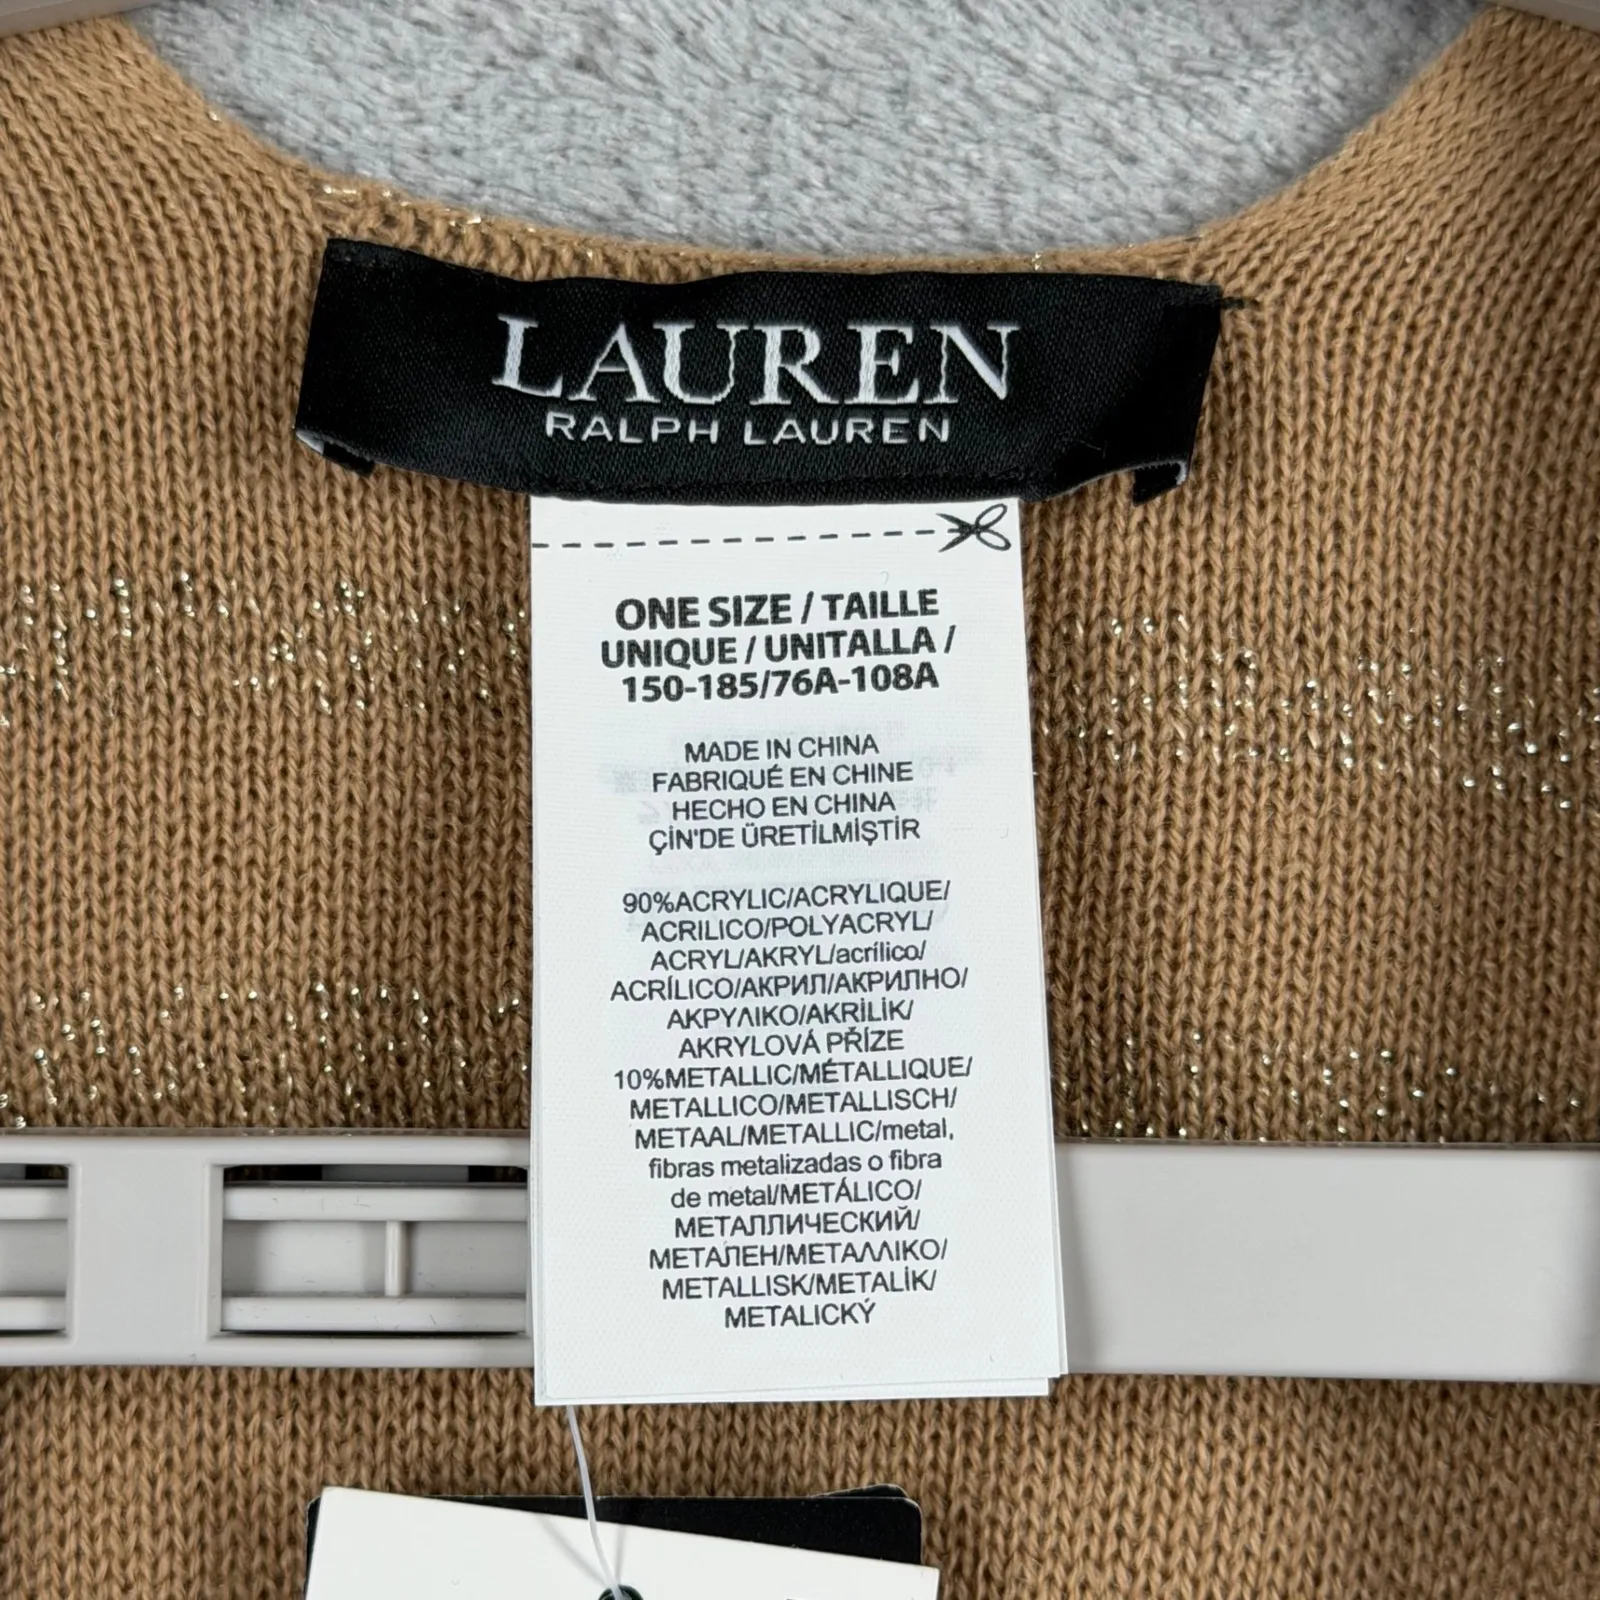 LAUREN
RALPH LAUREN
ONE SIZE / TAILLE
UNIQUE / UNITALLA /
150-185/76A-108A
MADE IN CHINA
FABRIQUÉ EN CHINE
HECHO EN CHINA
ÇİN'DE ÜRETİLMİŞTİR
90%ACRYLIC/ACRYLIQUE/
ACRILICO/POLYACRYL/
ACRYL/AKRYL/acrílico/
ACRÍLICO/АКРИЛ/АКРИЛНО/
ΑΚΡΥΛΙΚΟ/AKRİLİK/
AKRYLOVÁ PŘÍZE
10%METALLIC/MÉTALLIQUE/
METALLICO/METALLISCH/
METAAL/METALLIC/metal,
fibras metalizadas o fibra
de metal/METÁLICO/
МЕТАЛЛИЧЕСКИЙ/
МЕТАЛЕН/ΜΕΤΑΛΛΙΚΟ/
METALLISK/METALİK/
METALICKÝ